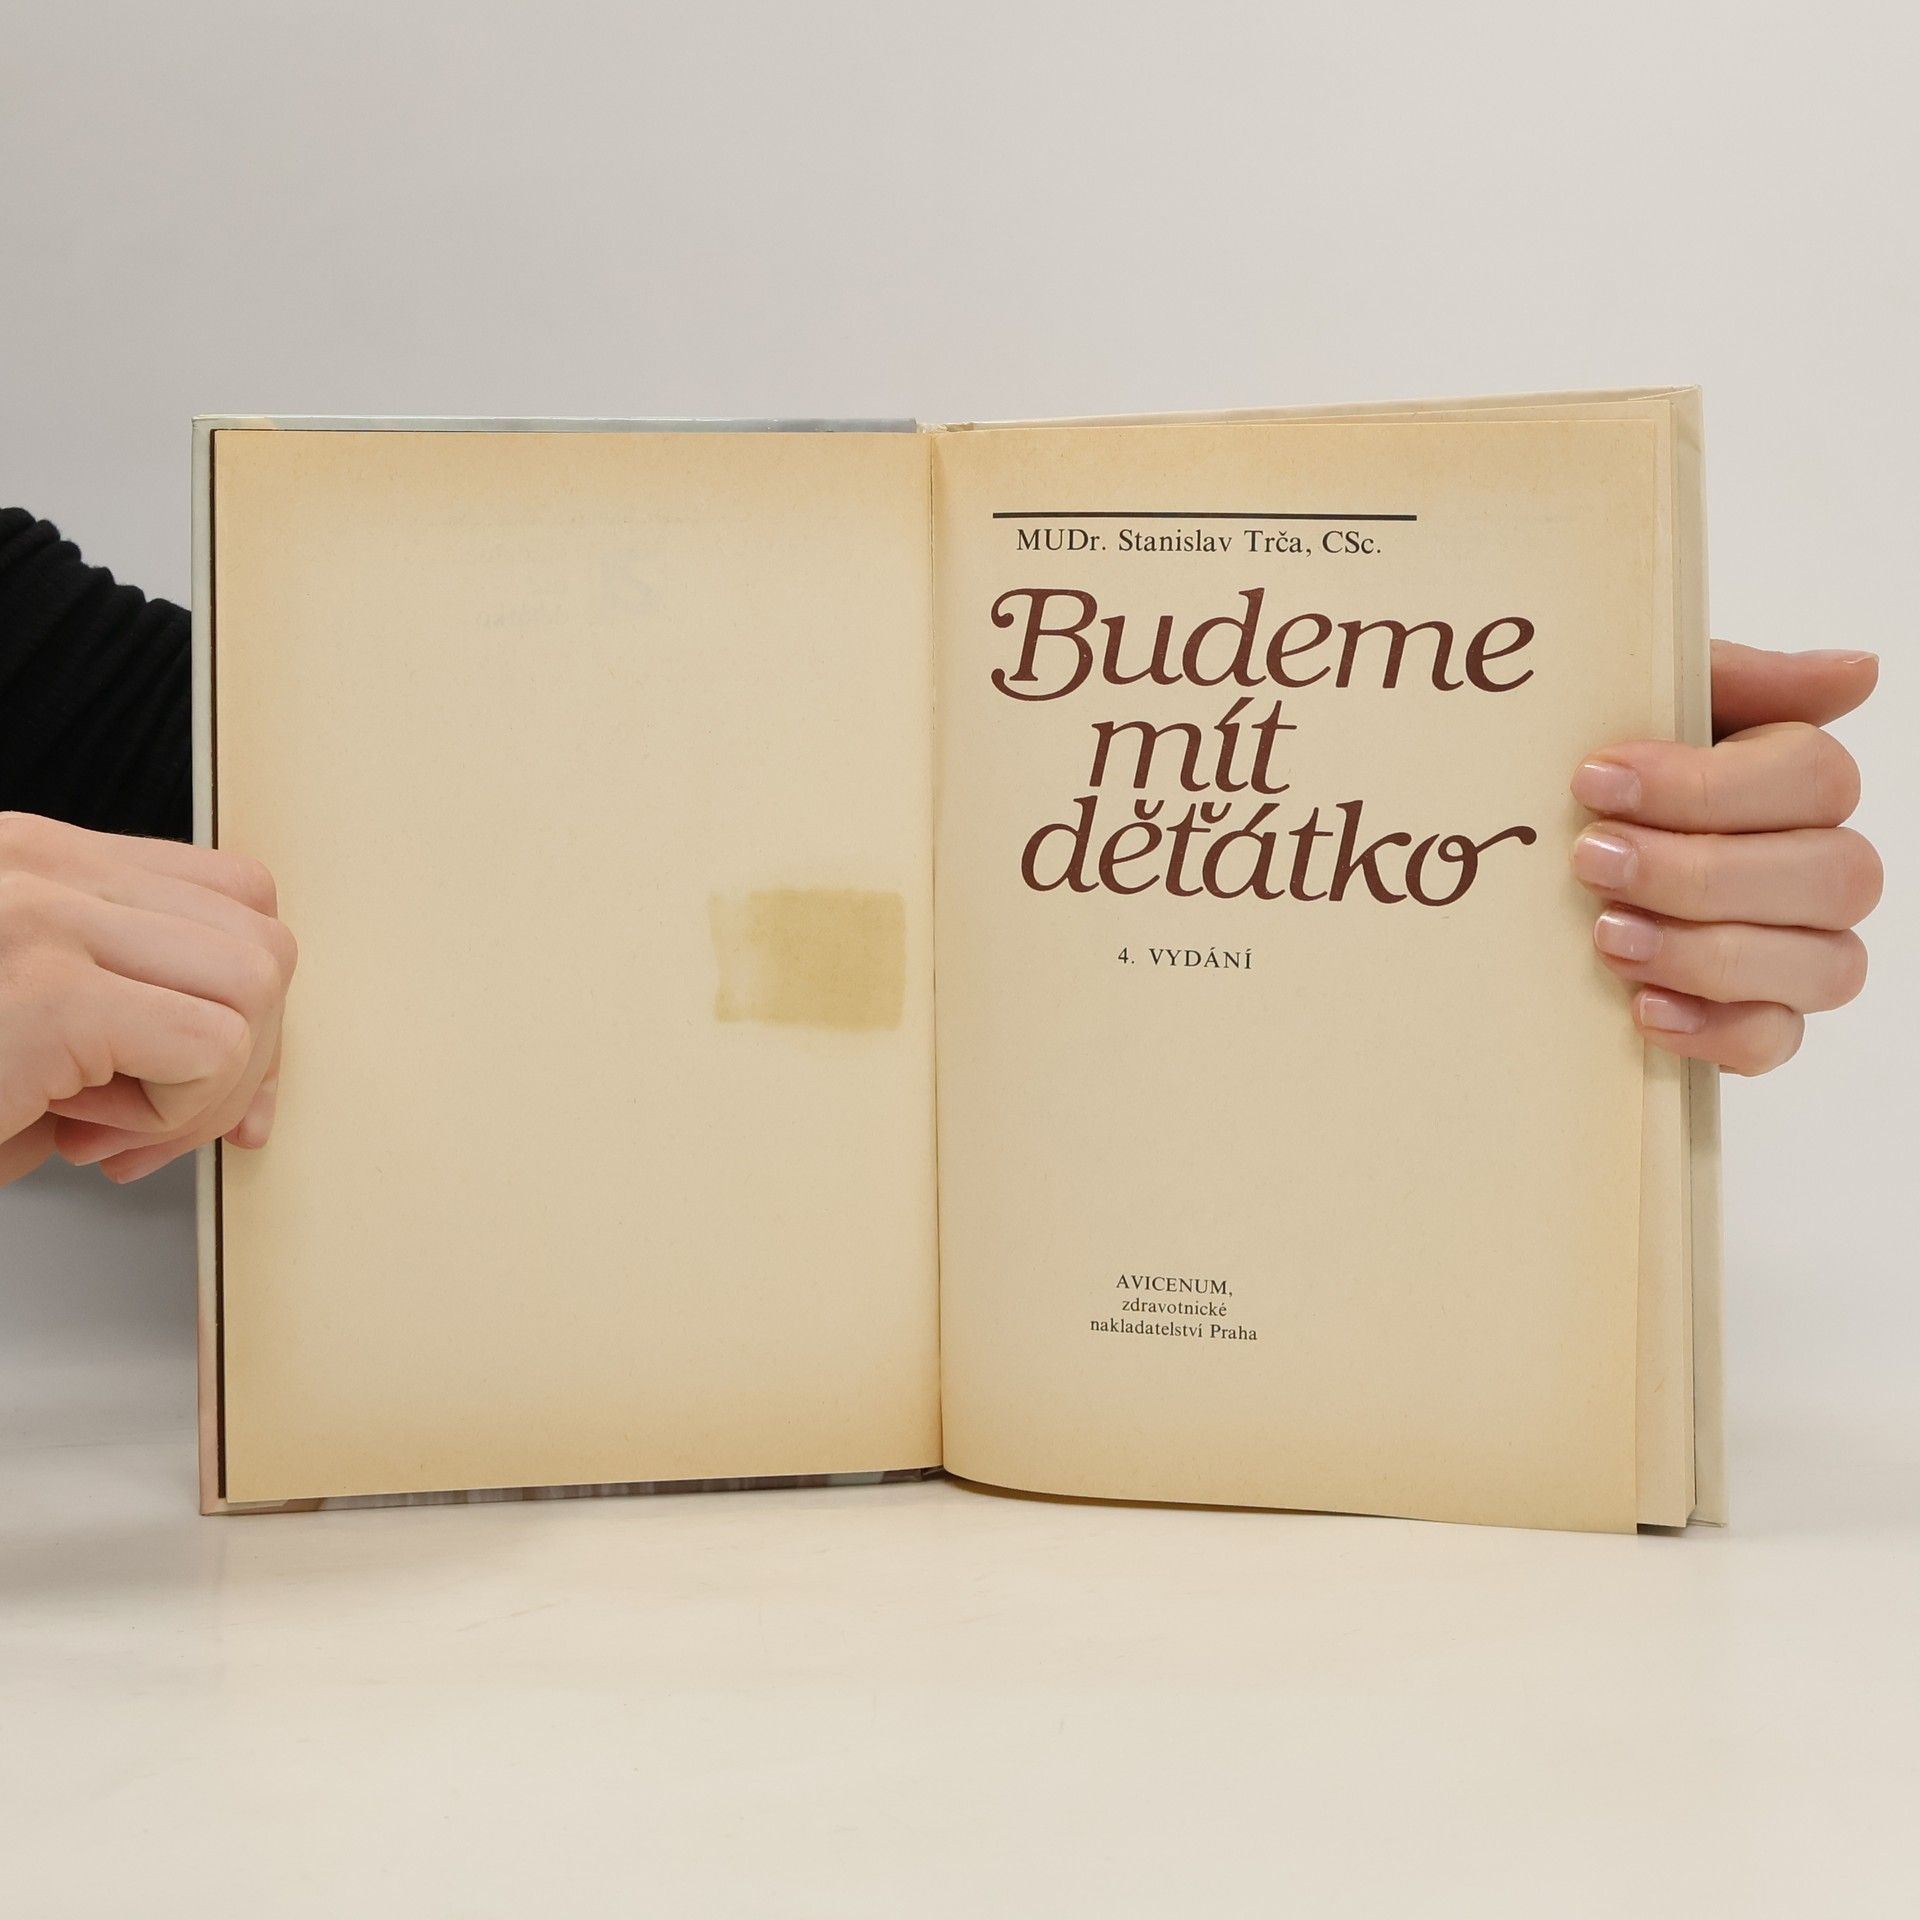 MUDr. Stanislav Trča, CSc.
Budeme
mít
děťátko
4. VYDÁNÍ
AVICENUM,
zdravotnické
nakladatelství Praha